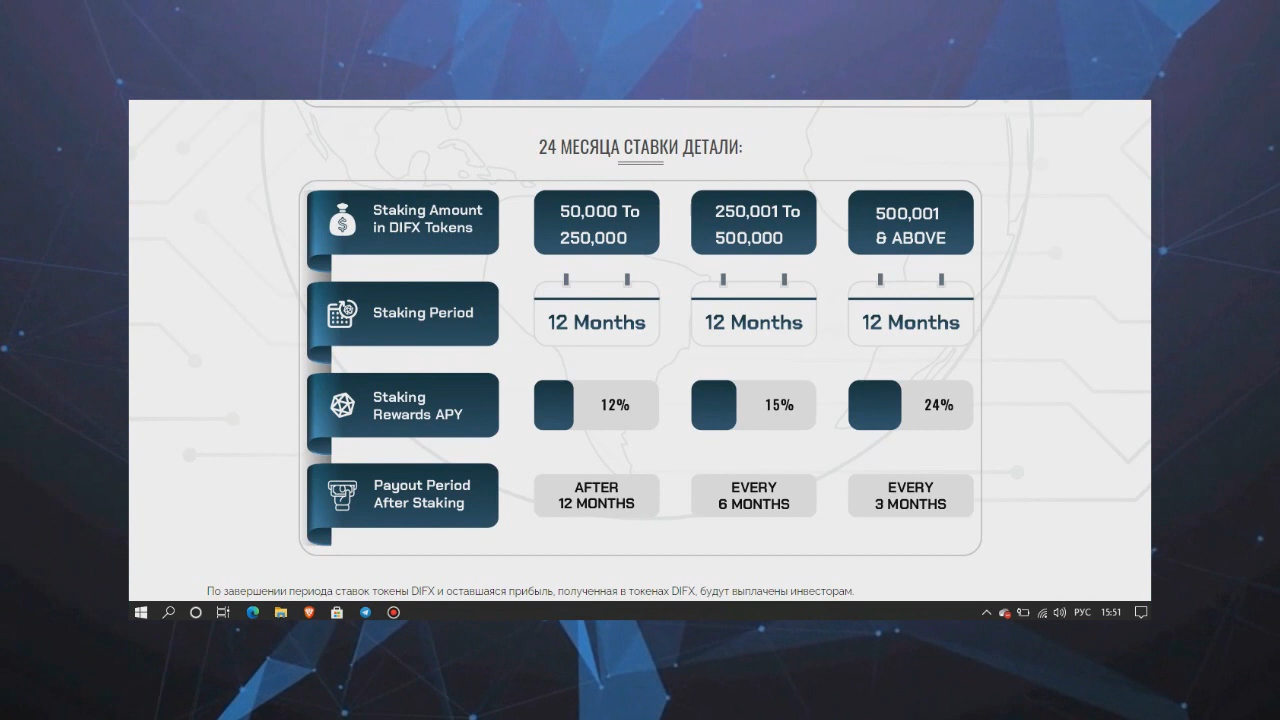 24 МЕСЯЦА СТАВКИ ДЕТАЛИ:
Staking Amount
in DIFX Tokens
50,000 To
250,000
250,001 To
500,000
500,001
& ABOVE
Staking Period
12 Months
12 Months
12 Months
Staking
Rewards APY
12%
15%
24%
Payout Period
After Staking
AFTER
12 MONTHS
EVERY
6 MONTHS
EVERY
3 MONTHS
По завершении периода ставок токены DIFX и оставшаяся прибыль, полученная в токенах DIFX, будут выплачены инвесторам.
РУС
15:51